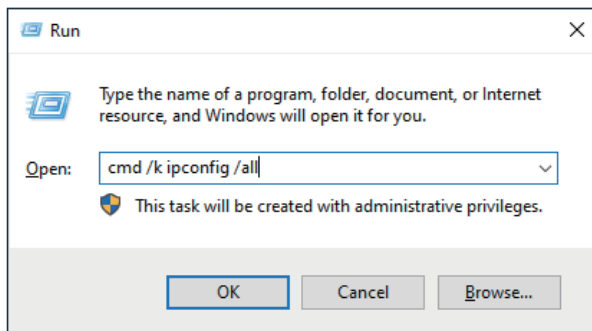 Run
Type the name of a program, folder, document, or Internet
resource, and Windows will open it for you.
Open: cmd /k ipconfig /all
This task will be created with administrative privileges.
OK Cancel Browse...